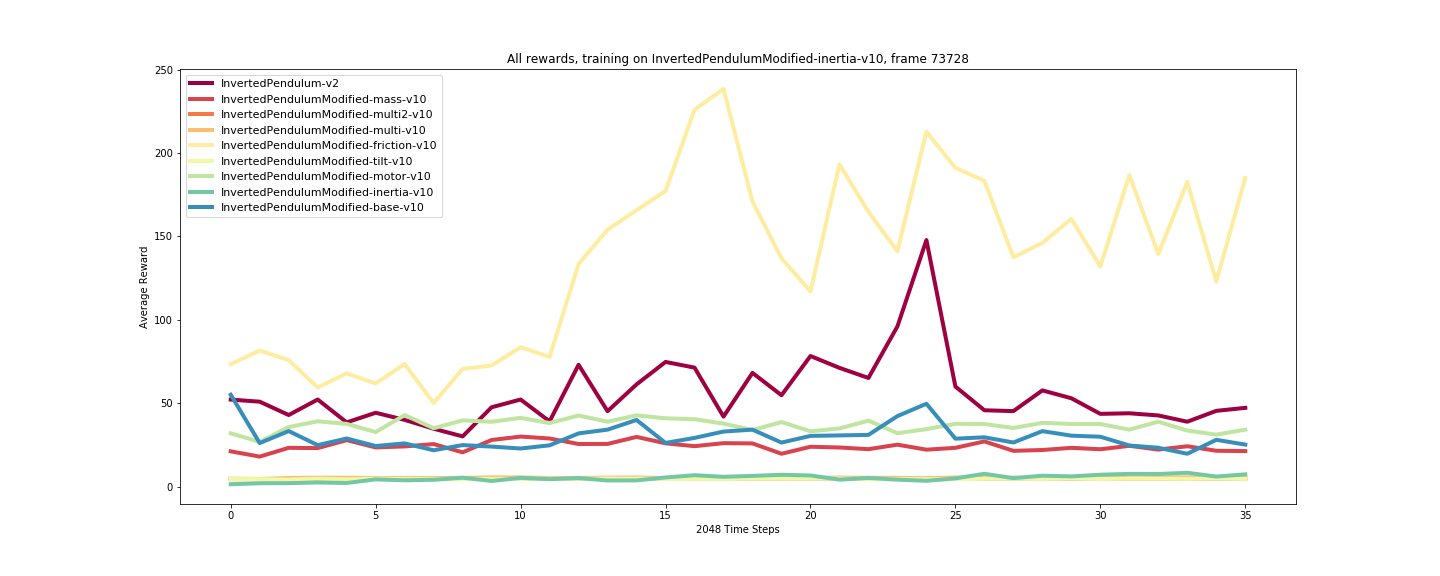 All rewards, training on InvertedPendulumModified-inertia-v10, frame 73728
250
200
150
100
50
0
Average Reward
InvertedPendulum-v2
InvertedPendulumModified-mass-v10
InvertedPendulumModified-multi2-v10
InvertedPendulumModified-multi-v10
InvertedPendulumModified-friction-v10
InvertedPendulumModified-tilt-v10
InvertedPendulumModified-motor-v10
InvertedPendulumModified-inertia-v10
InvertedPendulumModified-base-v10
0 5 10 15 20 25 30 35
2048 Time Steps